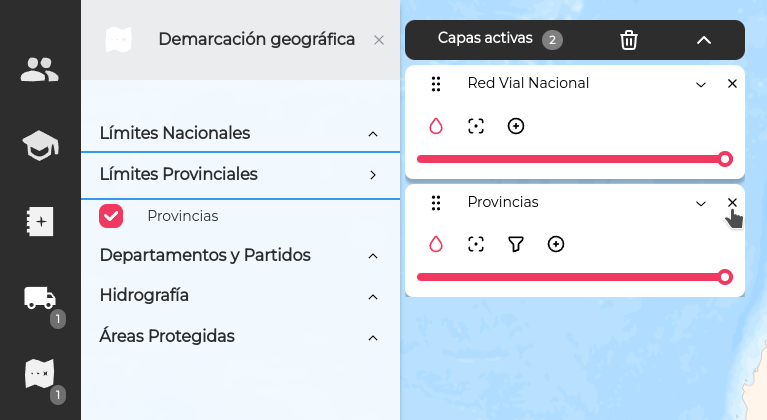 Demarcación geográfica
Límites Nacionales
Límites Provinciales
Provincias
Departamentos y Partidos
Hidrografía
Áreas Protegidas
1
1
Capas activas 2
Red Vial Nacional
Provincias